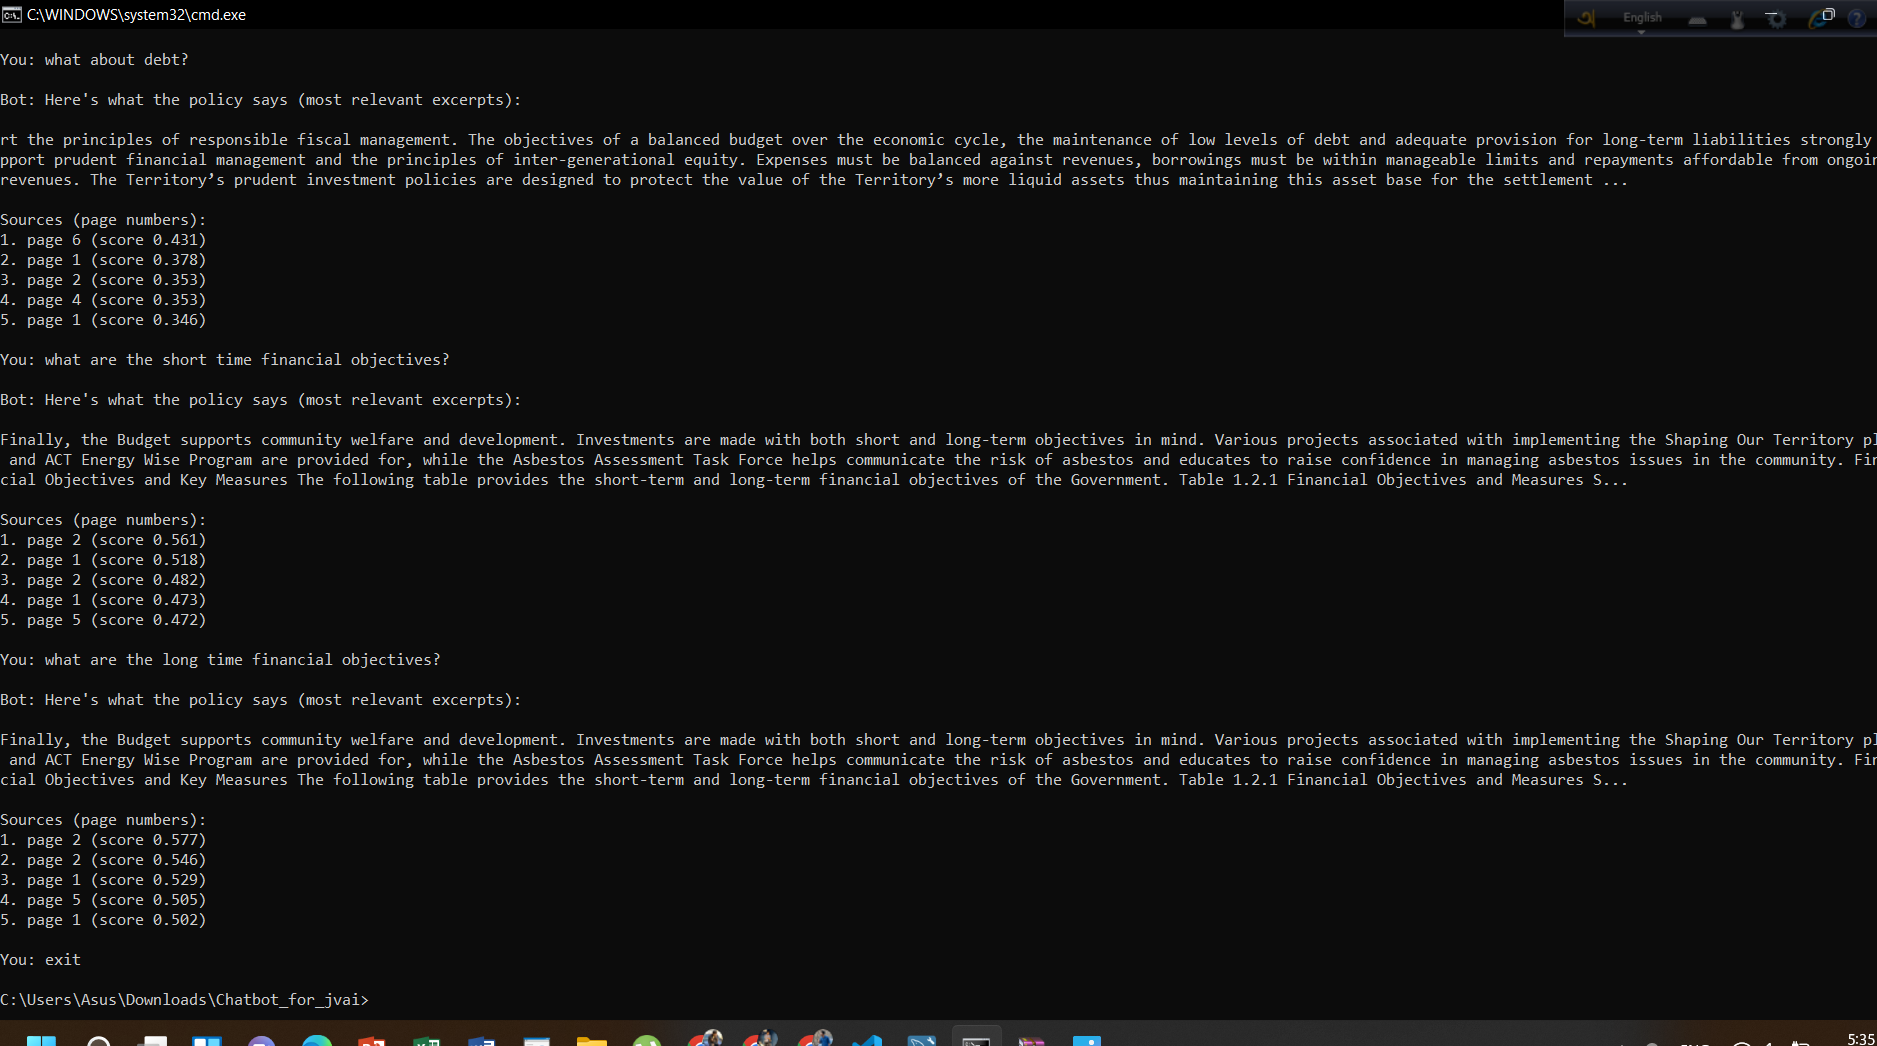 C:\WINDOWS\system32\cmd.exe
English
You: what about debt?
Bot: Here's what the policy says (most relevant excerpts):
rt the principles of responsible fiscal management. The objectives of a balanced budget over the economic cycle, the maintenance of low levels of debt and adequate provision for long-term liabilities strongly
pport prudent financial management and the principles of inter-generational equity. Expenses must be balanced against revenues, borrowings must be within manageable limits and repayments affordable from ongoin
revenues. The Territory’s prudent investment policies are designed to protect the value of the Territory’s more liquid assets thus maintaining this asset base for the settlement ...
Sources (page numbers):
1. page 6 (score 0.431)
2. page 1 (score 0.378)
3. page 2 (score 0.353)
4. page 4 (score 0.353)
5. page 1 (score 0.346)
You: what are the short time financial objectives?
Bot: Here's what the policy says (most relevant excerpts):
Finally, the Budget supports community welfare and development. Investments are made with both short and long-term objectives in mind. Various projects associated with implementing the Shaping Our Territory pl
and ACT Energy Wise Program are provided for, while the Asbestos Assessment Task Force helps communicate the risk of asbestos and educates to raise confidence in managing asbestos issues in the community. Fin
cial Objectives and Key Measures The following table provides the short-term and long-term financial objectives of the Government. Table 1.2.1 Financial Objectives and Measures S...
Sources (page numbers):
1. page 2 (score 0.561)
2. page 1 (score 0.518)
3. page 2 (score 0.482)
4. page 1 (score 0.473)
5. page 5 (score 0.472)
You: what are the long time financial objectives?
Bot: Here's what the policy says (most relevant excerpts):
Finally, the Budget supports community welfare and development. Investments are made with both short and long-term objectives in mind. Various projects associated with implementing the Shaping Our Territory pl
and ACT Energy Wise Program are provided for, while the Asbestos Assessment Task Force helps communicate the risk of asbestos and educates to raise confidence in managing asbestos issues in the community. Fin
cial Objectives and Key Measures The following table provides the short-term and long-term financial objectives of the Government. Table 1.2.1 Financial Objectives and Measures S...
Sources (page numbers):
1. page 2 (score 0.577)
2. page 2 (score 0.546)
3. page 1 (score 0.529)
4. page 5 (score 0.505)
5. page 1 (score 0.502)
You: exit
C:\Users\Asus\Downloads\Chatbot_for_jvai>
5:35